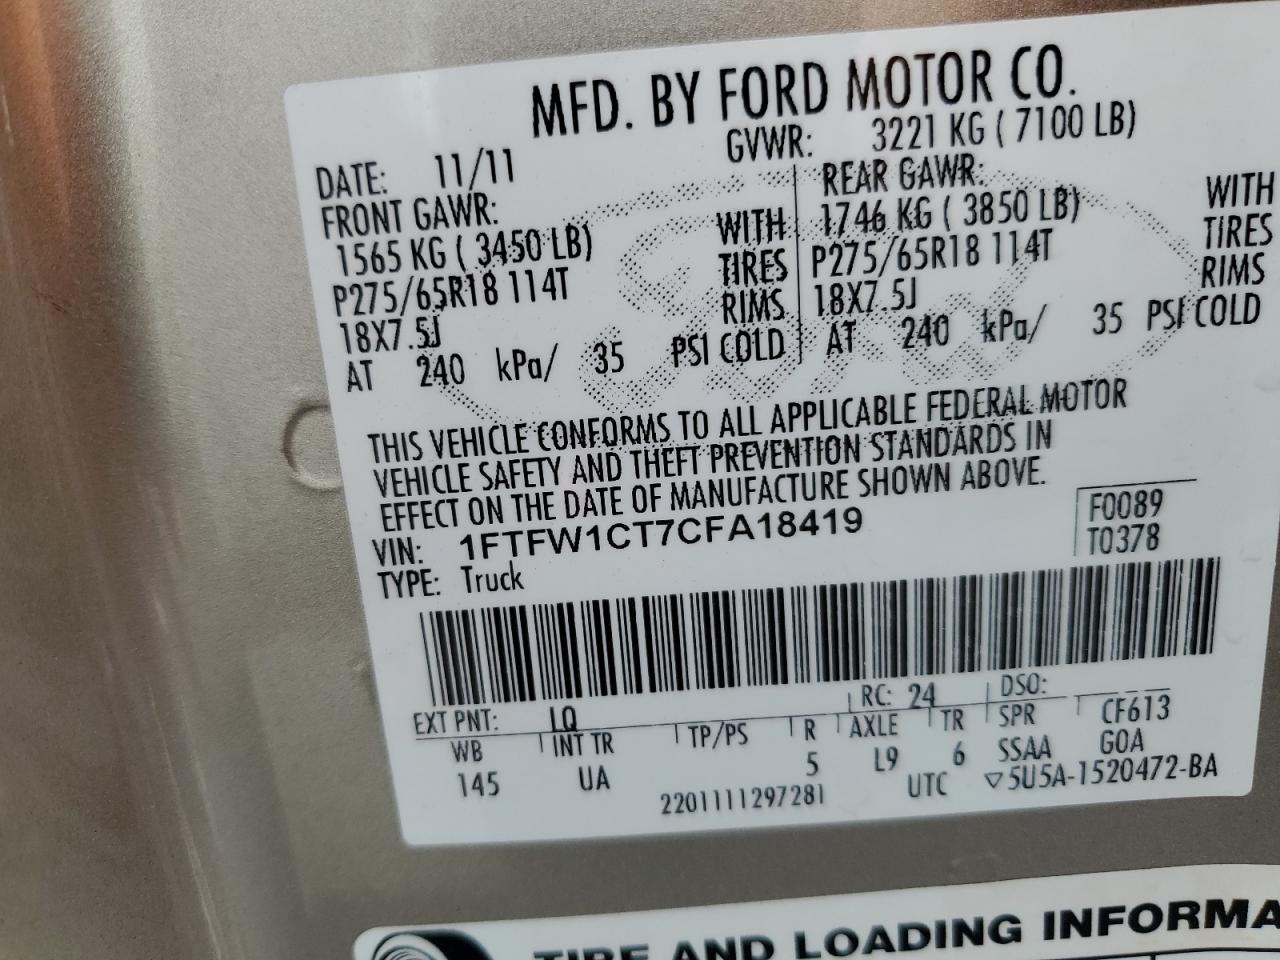 MFD. BY FORD MOTOR CO.
DATE: 11/11 GVWR: 3221 KG ( 7100 LB)
FRONT GAWR: REAR GAWR:
1565 KG ( 3450 LB) WITH 1746 KG ( 3850 LB) WITH
P275/65R18 114T TIRES P275/65R18 114T TIRES
18X7.5J RIMS 18X7.5J RIMS
AT 240 kPa/ 35 PSI COLD AT 240 kPa/ 35 PSI COLD
THIS VEHICLE CONFORMS TO ALL APPLICABLE FEDERAL MOTOR
VEHICLE SAFETY AND THEFT PREVENTION STANDARDS IN
EFFECT ON THE DATE OF MANUFACTURE SHOWN ABOVE.
VIN: 1FTFW1CT7CFA18419 F0089
TYPE: Truck T0378
EXT PNT: LQ RC: 24 DSO:
WB INT TR TP/PS R AXLE TR SPR CF613
145 UA 5 L9 6 SSAA GOA
2201111297281 UTC ▽5U5A-1520472-BA
TIRE AND LOADING INFORMA